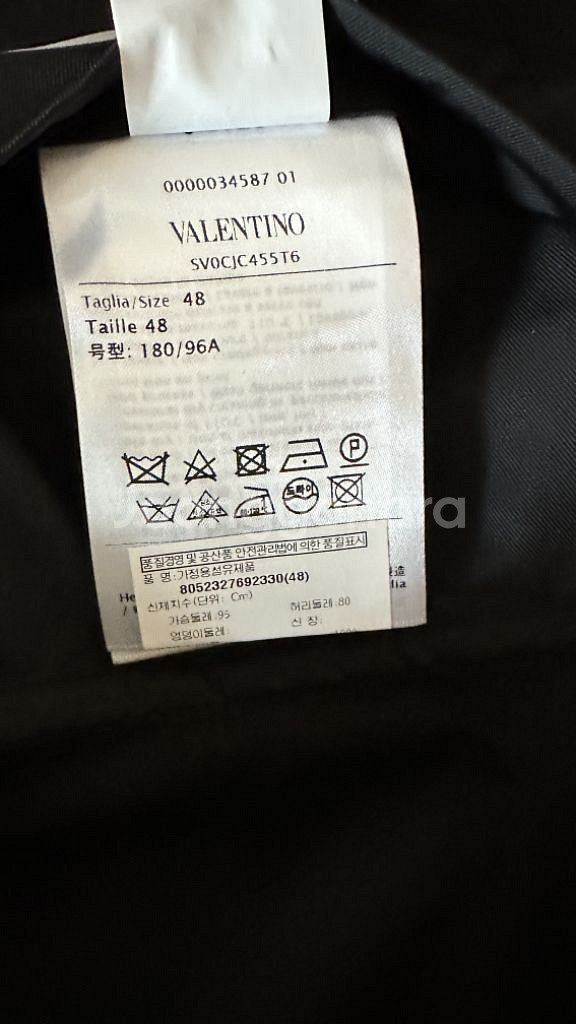 0000034587 01
VALENTINO
SV0CJC455T6
Taglia/Size 48
Taille 48
号型: 180/96A
P
드라이
품질경영 및 공산품 안전관리법에 의한 품질표시
품 명:가정용섬유제품
8052327692330(48)
신체치수(단위: Cm)
가슴둘레:95
허리둘레:80
엉덩이둘레:
신 장:
He
造
dia